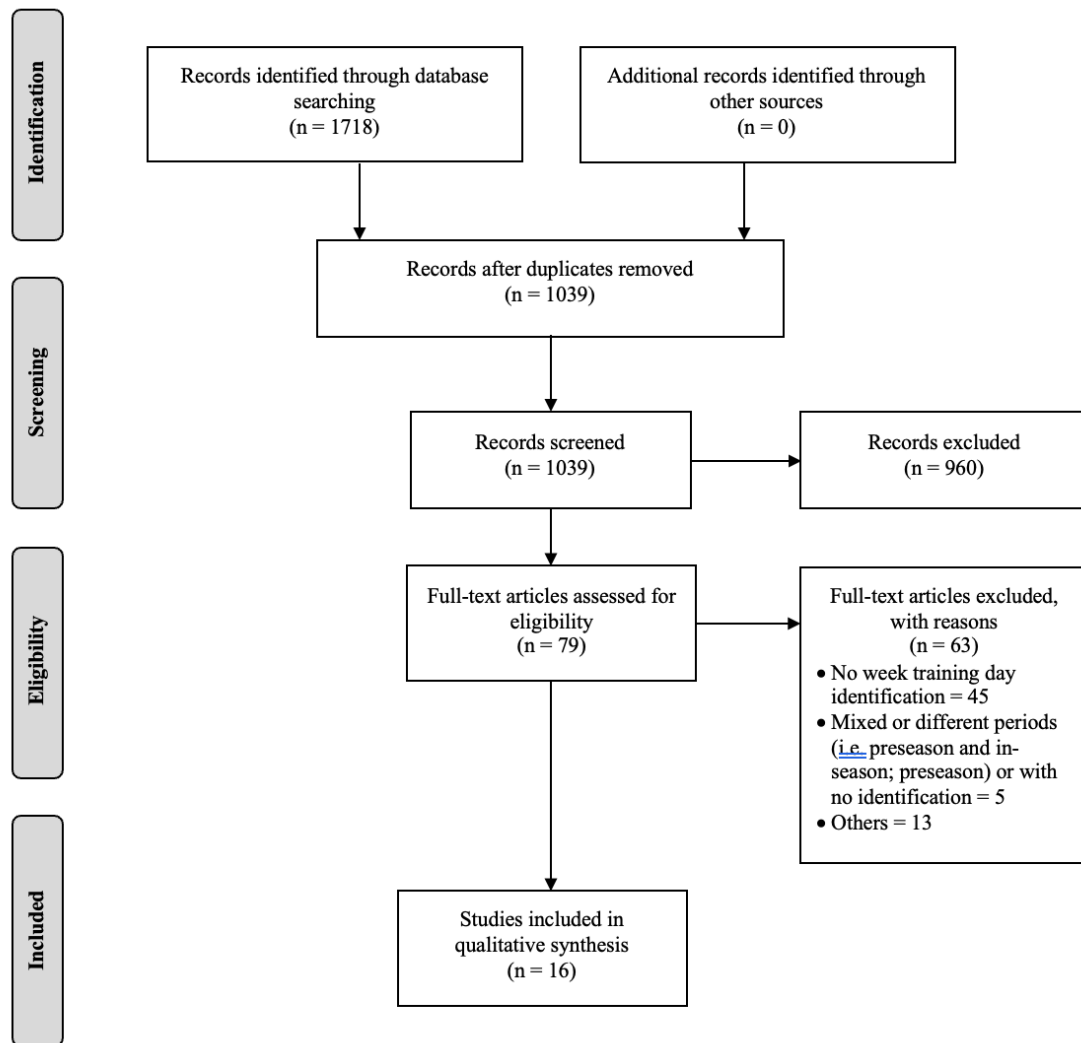 Identification
Records identified through database
searching
(n = 1718)
Additional records identified through
other sources
(n = 0)
Records after duplicates removed
(n = 1039)
Screening
Records screened
(n = 1039)
Records excluded
(n = 960)
Eligibility
Full-text articles assessed for
eligibility
(n = 79)
Full-text articles excluded,
with reasons
(n = 63)
• No week training day
identification = 45
• Mixed or different periods
(i.e. preseason and in-
season; preseason) or with
no identification = 5
• Others = 13
Included
Studies included in
qualitative synthesis
(n = 16)